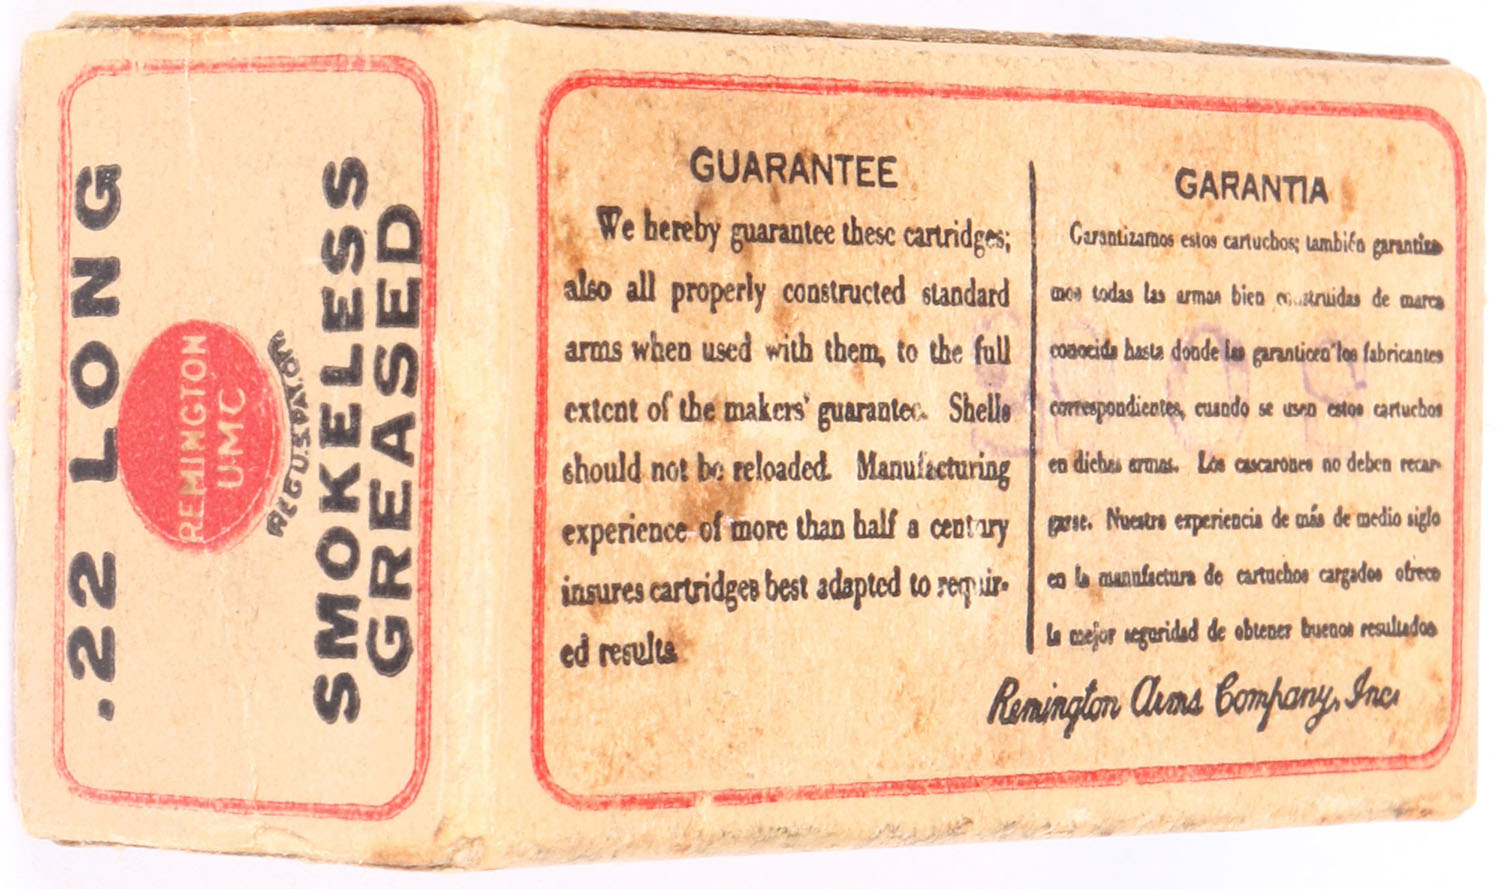 .22 LONG
REMINGTON
UMC
REG U.S. PAT. OFF.
SMOKELESS
GREASED
GUARANTEE
We hereby guarantee these cartridges;
also all properly constructed standard
arms when used with them, to the full
extent of the makers' guarantee. Shells
should not be reloaded. Manufacturing
experience of more than half a century
insures cartridges best adapted to requir-
ed results
GARANTIA
Garantizamos estos cartuchos; también garantiza-
mos todas las armas bien construidas de marca
conocida hasta donde las garanticen los fabricantes
correspondientes, cuando se usen estos cartuchos
en dichas armas. Los cascarones no deben recar-
garse. Nuestra experiencia de más de medio siglo
en la manufactura de cartuchos cargados ofrece
la mejor seguridad de obtener buenos resultados
Remington Arms Company, Inc.